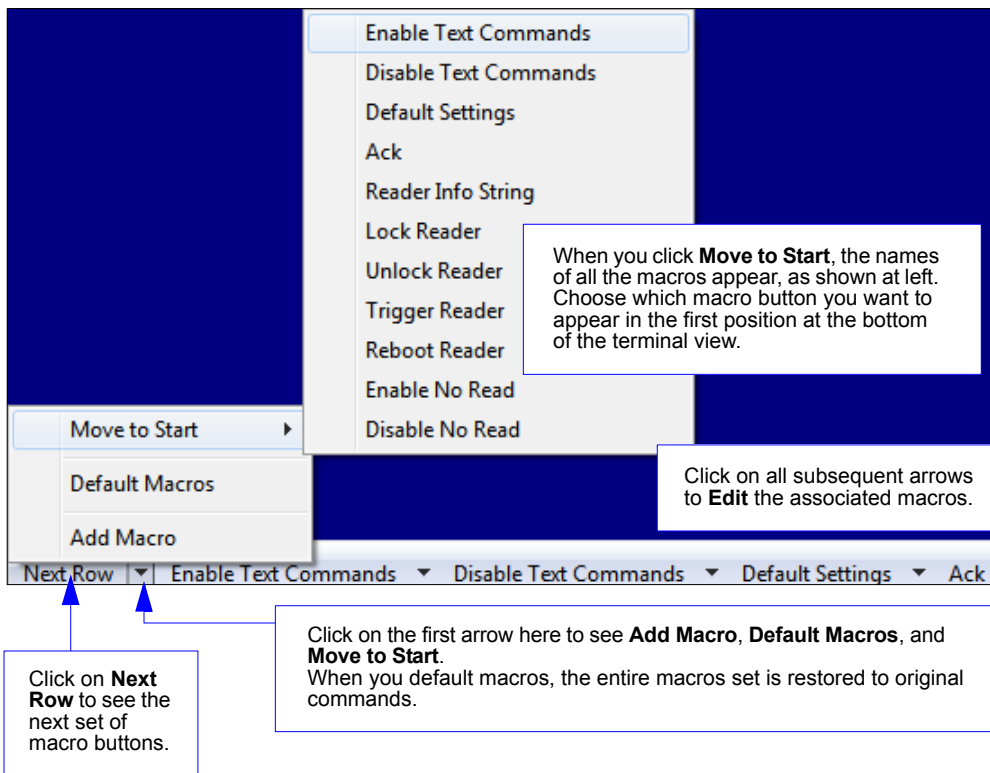 Enable Text Commands
Disable Text Commands
Default Settings
Ack
Reader Info String
Lock Reader
Unlock Reader
Trigger Reader
Reboot Reader
Enable No Read
Disable No Read
When you click Move to Start, the names
of all the macros appear, as shown at left.
Choose which macro button you want to
appear in the first position at the bottom
of the terminal view.
Move to Start
Default Macros
Add Macro
Click on all subsequent arrows
to Edit the associated macros.
Next Row Enable Text Commands Disable Text Commands Default Settings Ack
Click on the first arrow here to see Add Macro, Default Macros, and
Move to Start.
When you default macros, the entire macros set is restored to original
commands.
Click on Next
Row to see the
next set of
macro buttons.